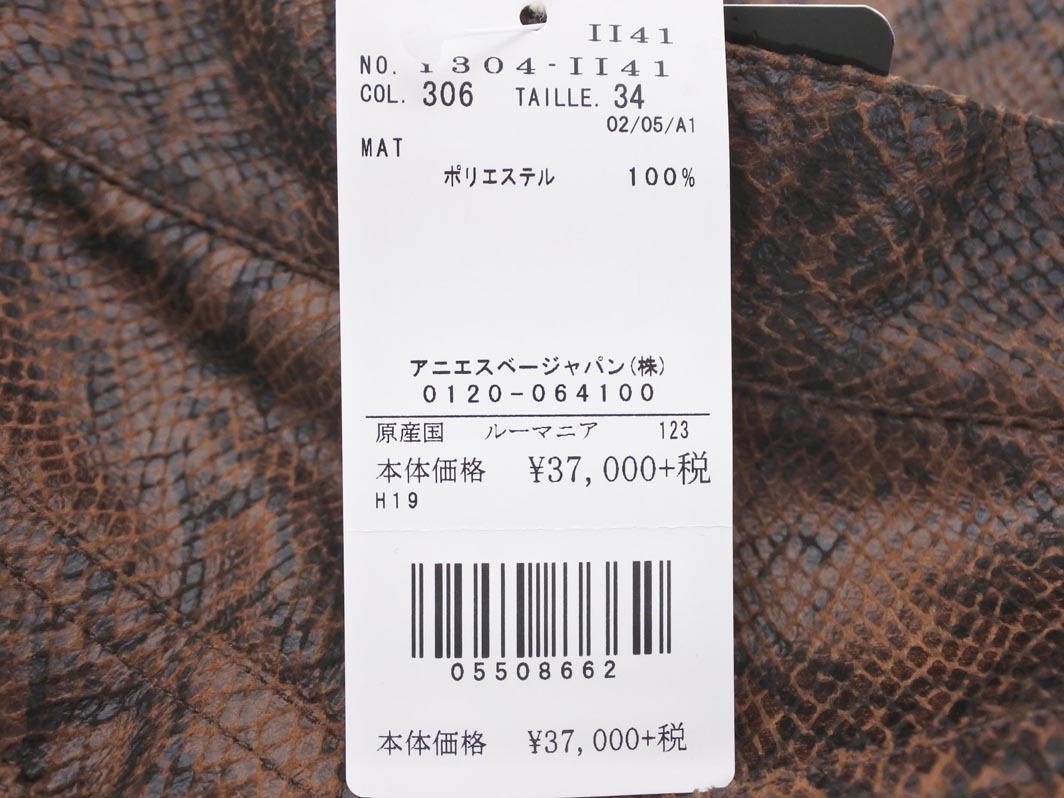 II41
NO. 1304-II41
COL. 306 TAILLE. 34
02/05/A1
MAT
ポリエステル 100%
アニエスベージャパン(株)
0120-064100
原産国 ルーマニア 123
本体価格 ¥37,000+税
H19
05508662
本体価格 ¥37,000+税